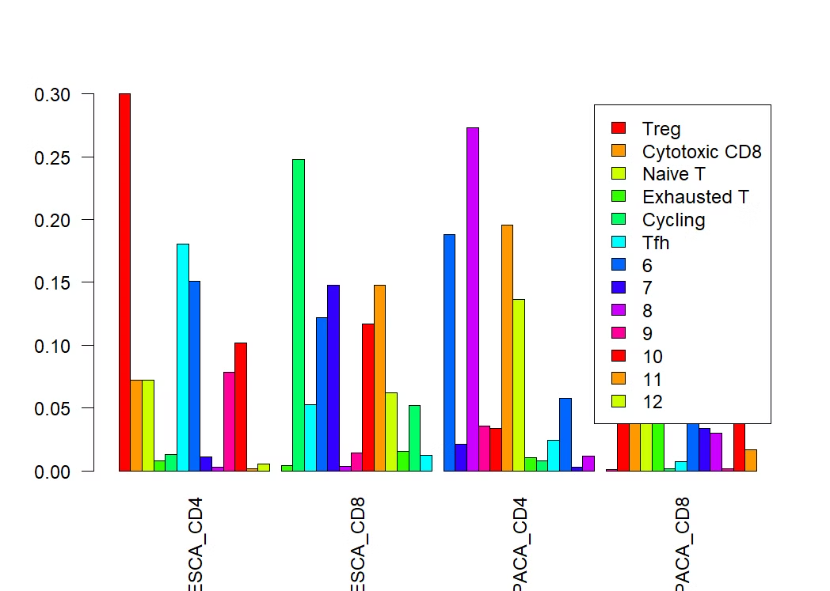 0.30
0.25
0.20
0.15
0.10
0.05
0.00
Treg
Cytotoxic CD8
Naive T
Exhausted T
Cycling
Tfh
6
7
8
9
10
11
12
ESCA_CD4
ESCA_CD8
PACA_CD4
PACA_CD8